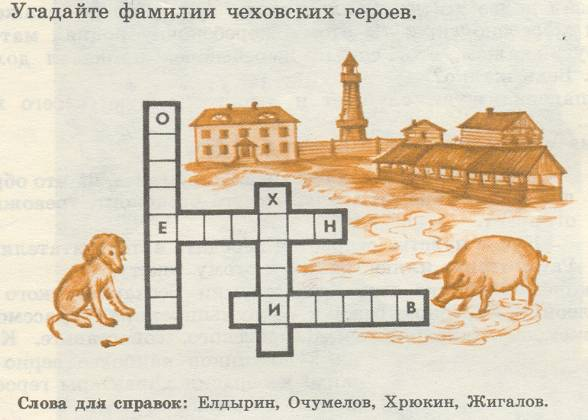 Угадайте фамилии чеховских героев.
О
Х
Е
Н
И
В
Слова для справок: Елдырин, Очумелов, Хрюкин, Жигалов.